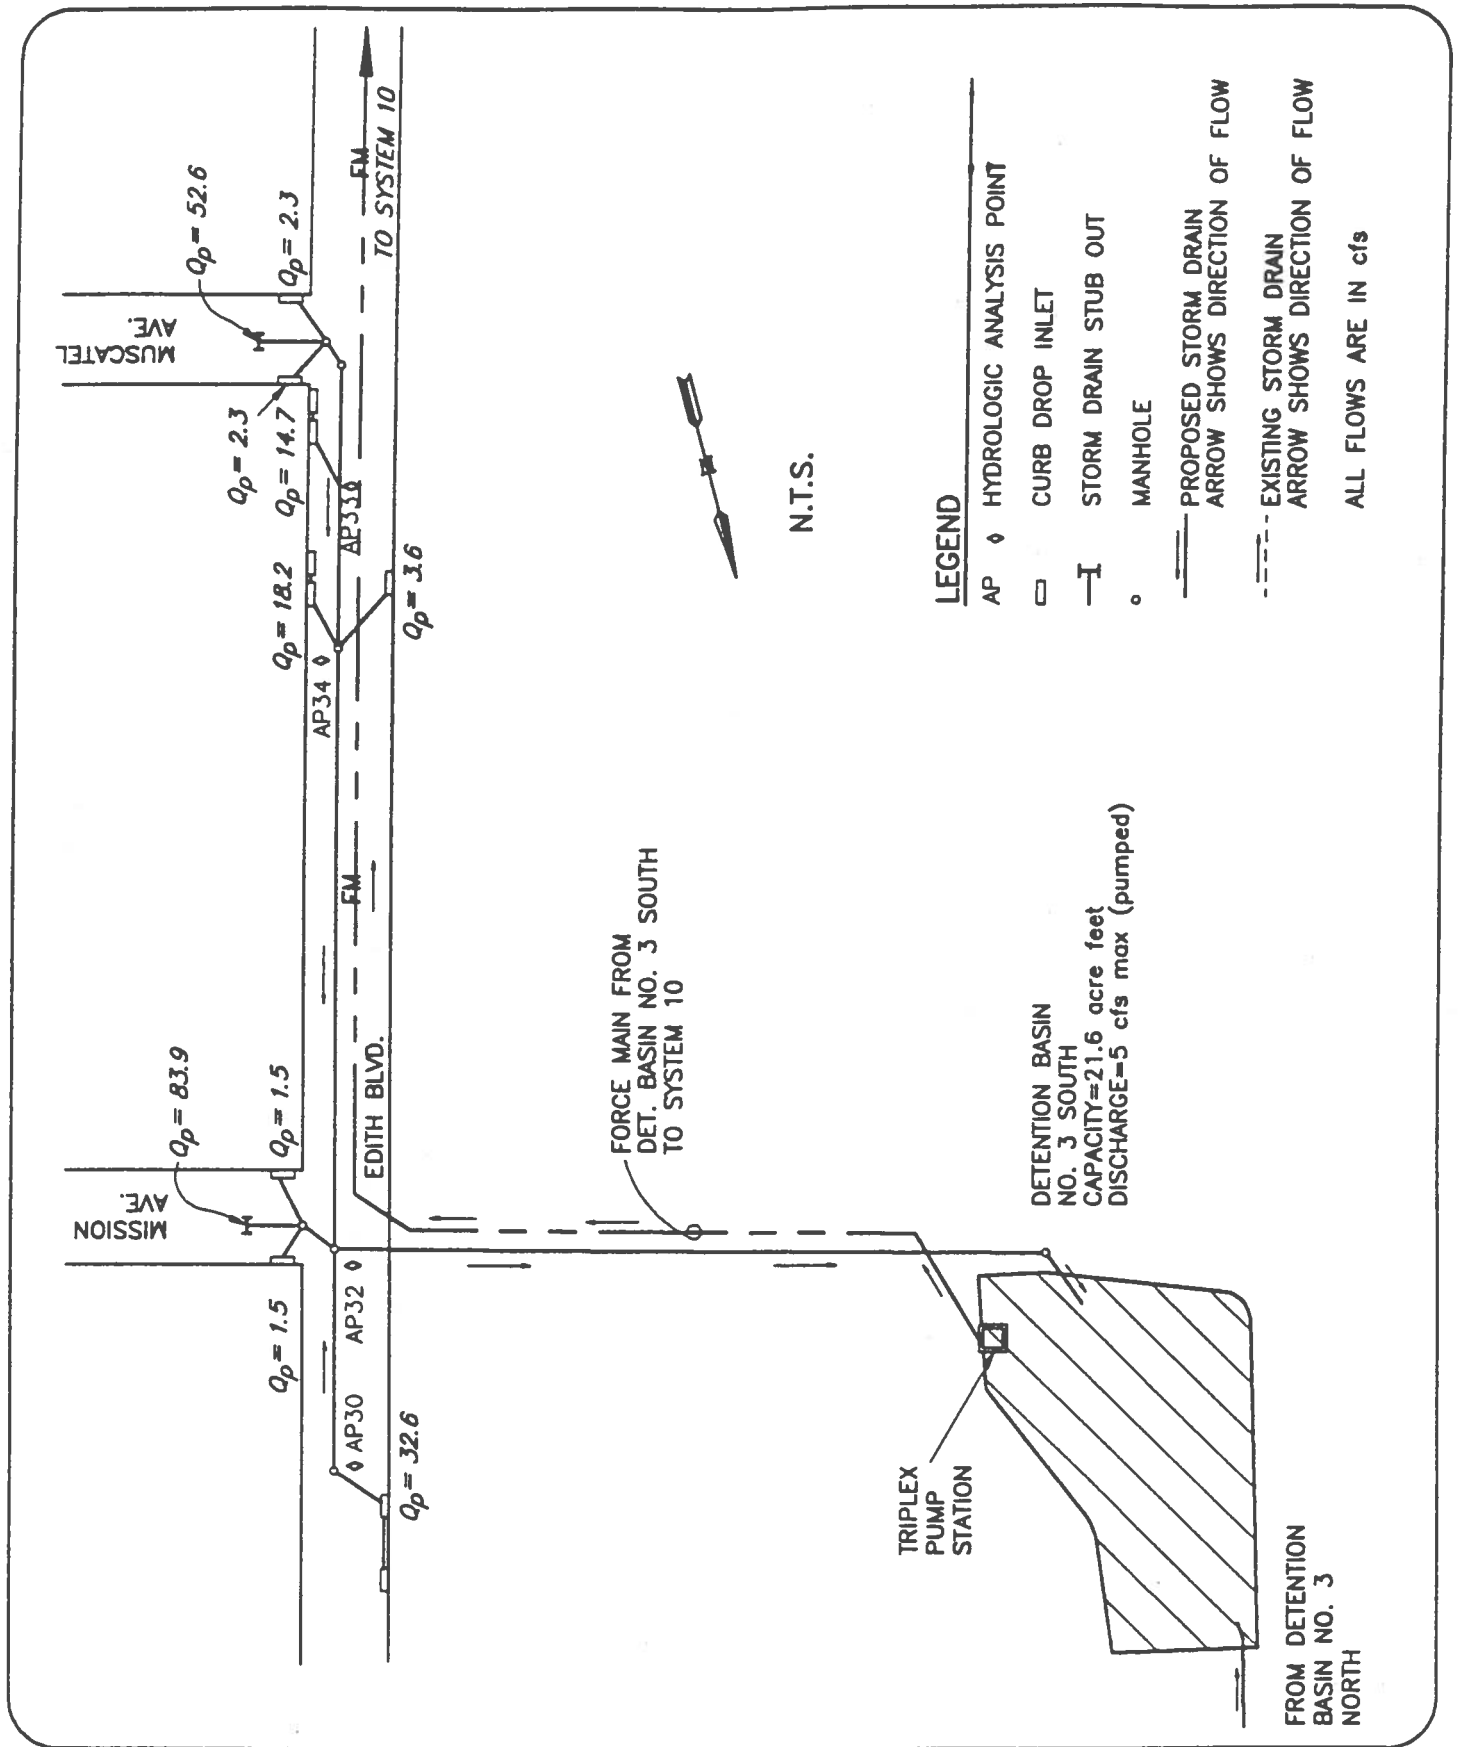 MISSION
AVE.
Qp = 83.9
Qp = 1.5
Qp = 1.5
MUSCATEL
AVE.
Qp = 52.6
Qp = 2.3
Qp = 2.3
Qp = 14.7
Qp = 18.2
AP34
AP33
Qp = 3.6
FM
TO SYSTEM 10
FM
EDITH BLVD.
AP30
AP32
Qp = 32.6
FORCE MAIN FROM
DET. BASIN NO. 3 SOUTH
TO SYSTEM 10
N.T.S.
TRIPLEX
PUMP
STATION
DETENTION BASIN
NO. 3 SOUTH
CAPACITY=21.6 acre feet
DISCHARGE=5 cfs max (pumped)
FROM DETENTION
BASIN NO. 3
NORTH
LEGEND
AP HYDROLOGIC ANALYSIS POINT
CURB DROP INLET
STORM DRAIN STUB OUT
MANHOLE
PROPOSED STORM DRAIN
ARROW SHOWS DIRECTION OF FLOW
EXISTING STORM DRAIN
ARROW SHOWS DIRECTION OF FLOW
ALL FLOWS ARE IN cfs